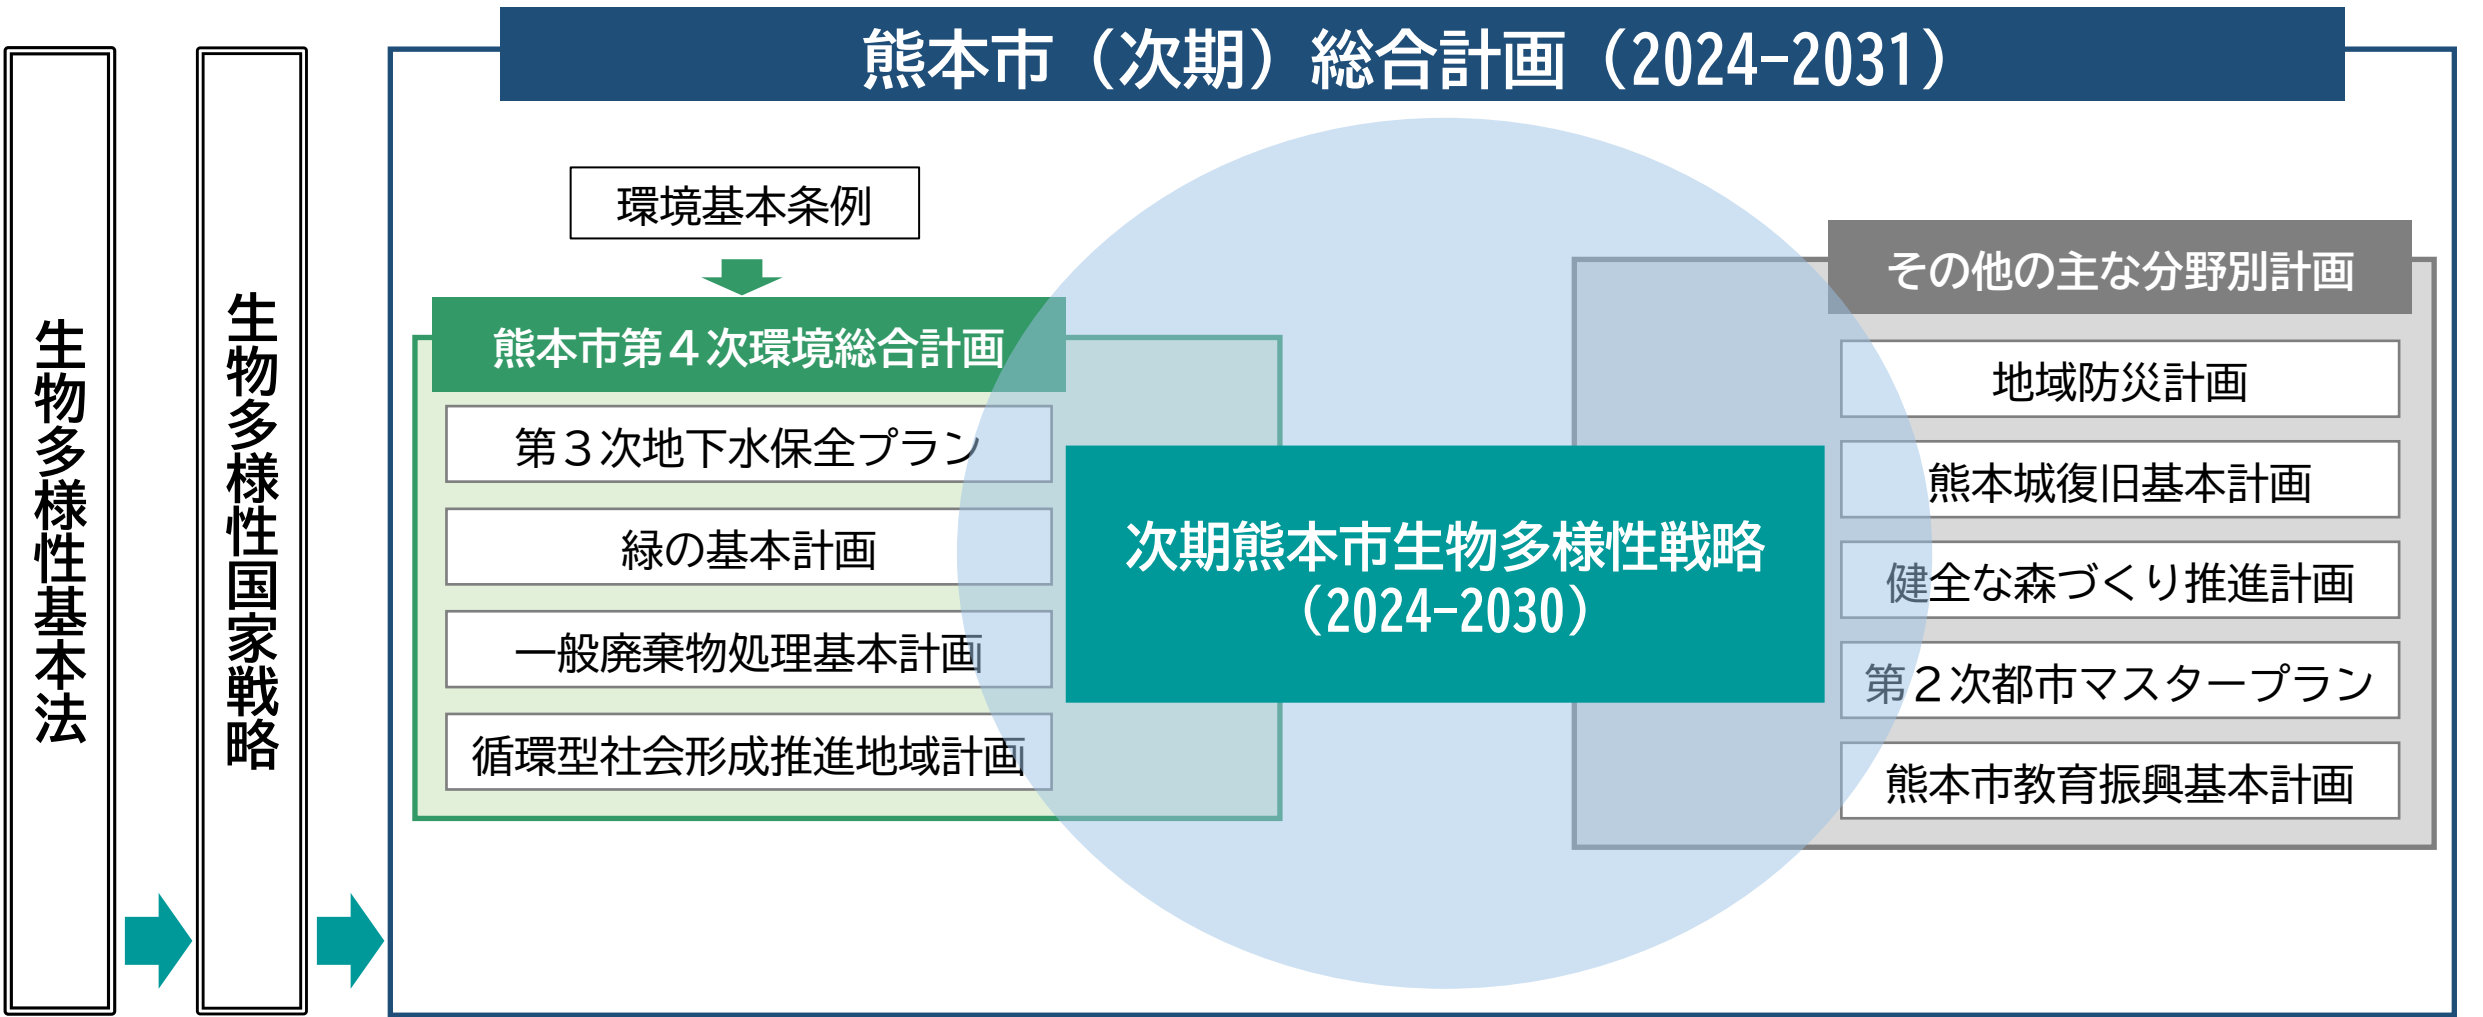 生物多様性基本法
生物多様性国家戦略
熊本市（次期）総合計画（2024-2031）
環境基本条例
熊本市第４次環境総合計画
第３次地下水保全プラン
緑の基本計画
一般廃棄物処理基本計画
循環型社会形成推進地域計画
次期熊本市生物多様性戦略
（2024-2030）
その他の主な分野別計画
地域防災計画
熊本城復旧基本計画
健全な森づくり推進計画
第２次都市マスタープラン
熊本市教育振興基本計画